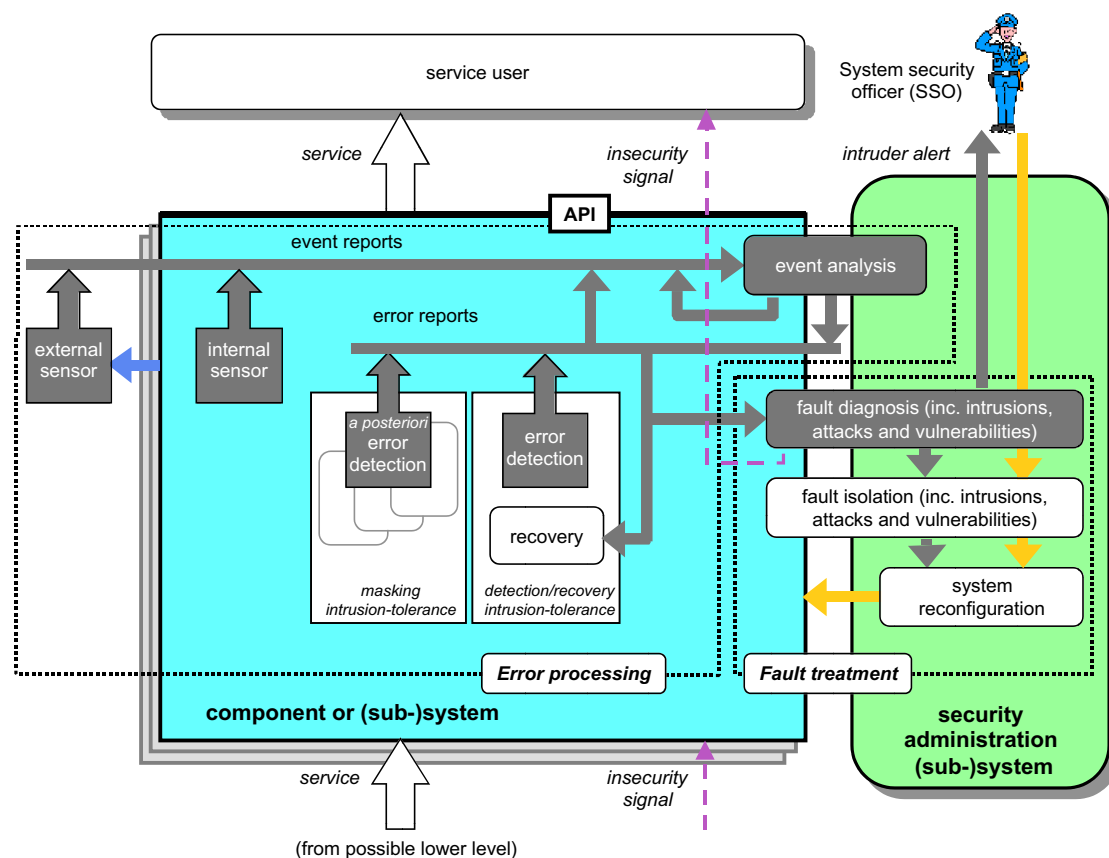 service user
System security
officer (SSO)
service
insecurity
signal
intruder alert
API
event reports
event analysis
error reports
external
sensor
internal
sensor
a posteriori
error
detection
error
detection
fault diagnosis (inc. intrusions,
attacks and vulnerabilities)
fault isolation (inc. intrusions,
attacks and vulnerabilities)
recovery
masking
intrusion-tolerance
detection/recovery
intrusion-tolerance
system
reconfiguration
Error processing
Fault treatment
component or (sub-)system
security
administration
(sub-)system
service
insecurity
signal
(from possible lower level)